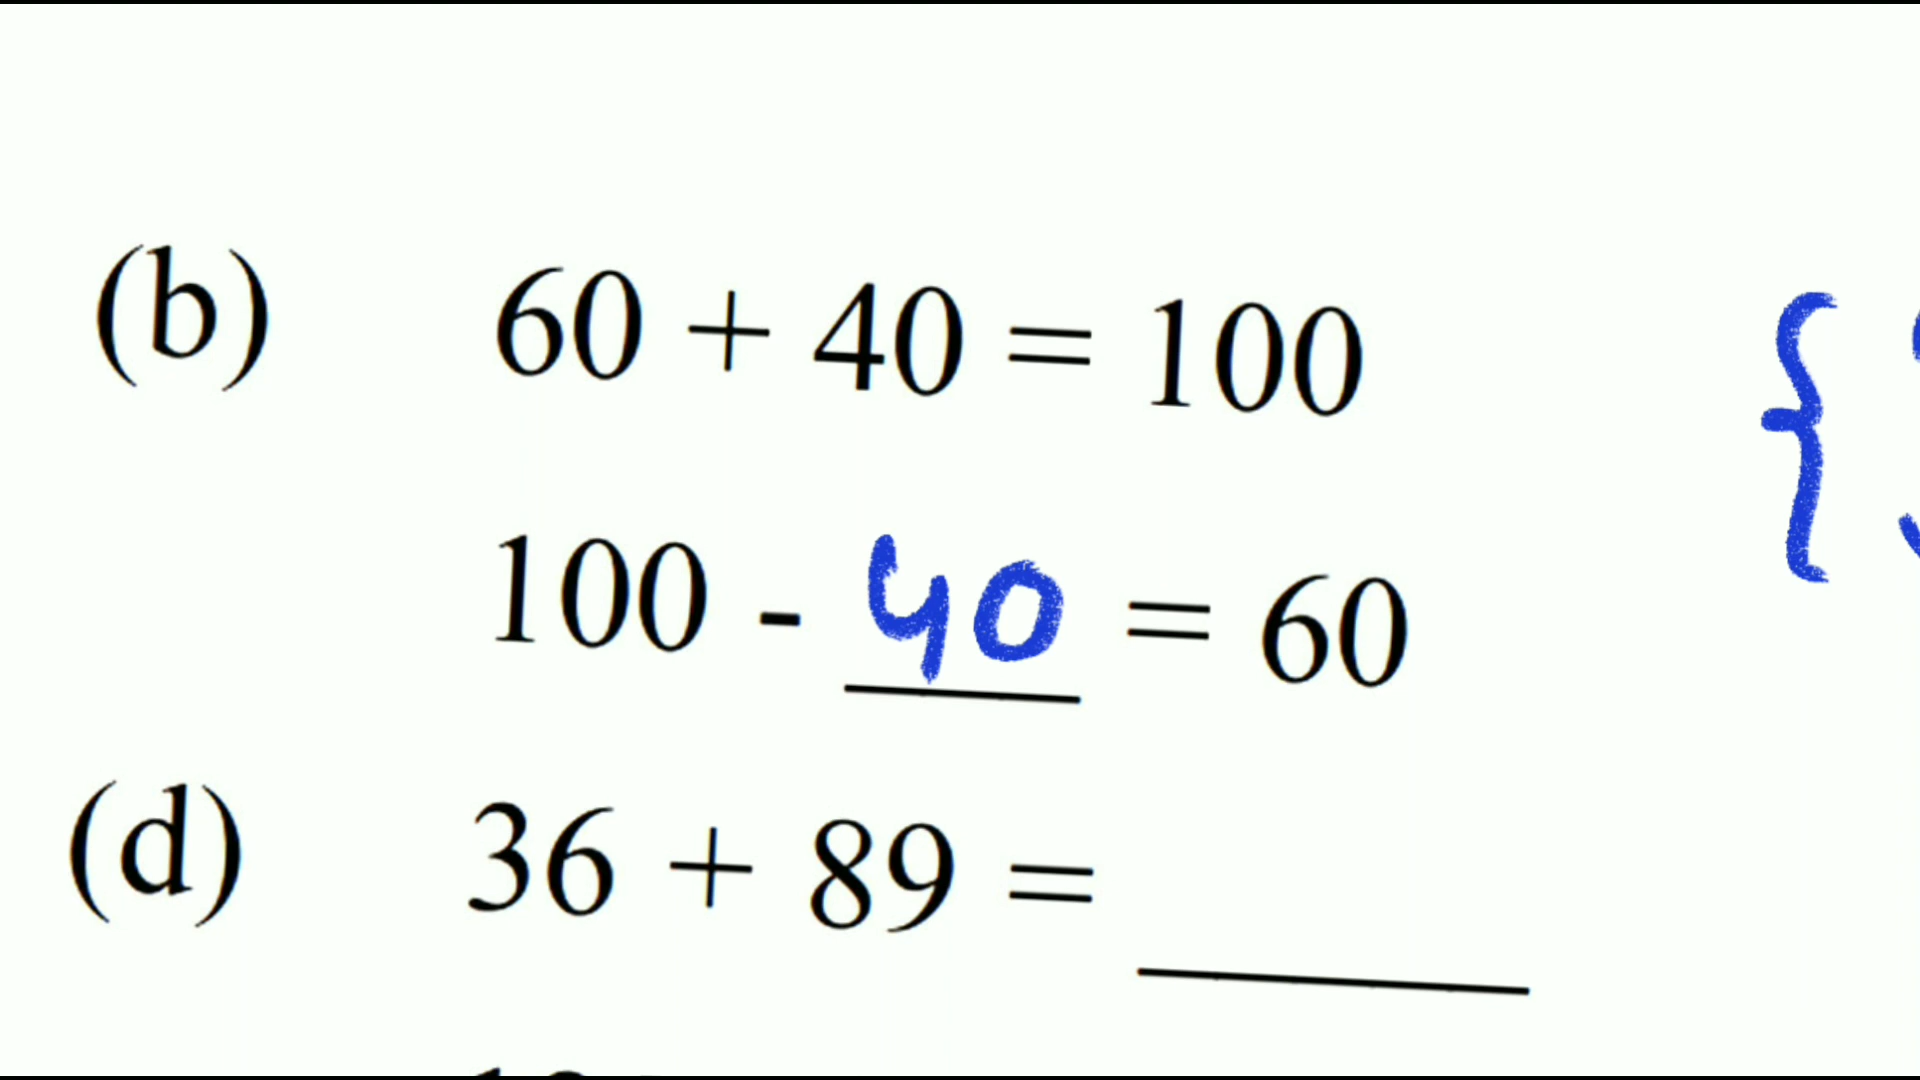 (b) 60 + 40 = 100
100 - 40 = 60
(d) 36 + 89 = ______